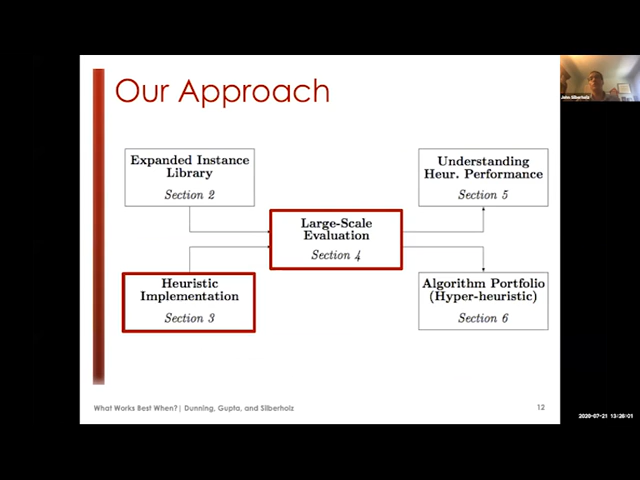 Our Approach
Expanded Instance
Library
Section 2
Understanding
Heur. Performance
Section 5
Large-Scale
Evaluation
Section 4
Heuristic
Implementation
Section 3
Algorithm Portfolio
(Hyper-heuristic)
Section 6
What Works Best When?| Dunning, Gupta, and Silberholz
12
John Silberholz
2020-07-21 13:26:01